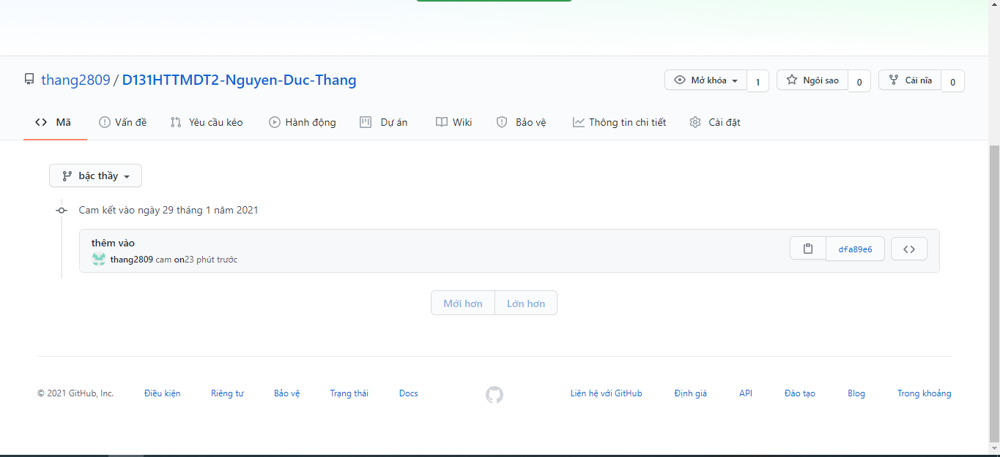 thang2809 / D131HTTMDT2-Nguyen-Duc-Thang
Mở khóa 1 Ngôi sao 0 Cái nĩa 0
Mã Vấn đề Yêu cầu kéo Hành động Dự án Wiki Bảo vệ Thông tin chi tiết Cài đặt
bậc thầy
Cam kết vào ngày 29 tháng 1 năm 2021
thêm vào
thang2809 cam on23 phút trước
dfa89e6
Mới hơn Lớn hơn
© 2021 GitHub, Inc. Điều kiện Riêng tư Bảo vệ Trạng thái Docs Liên hệ với GitHub Định giá API Đào tạo Blog Trong khoảng